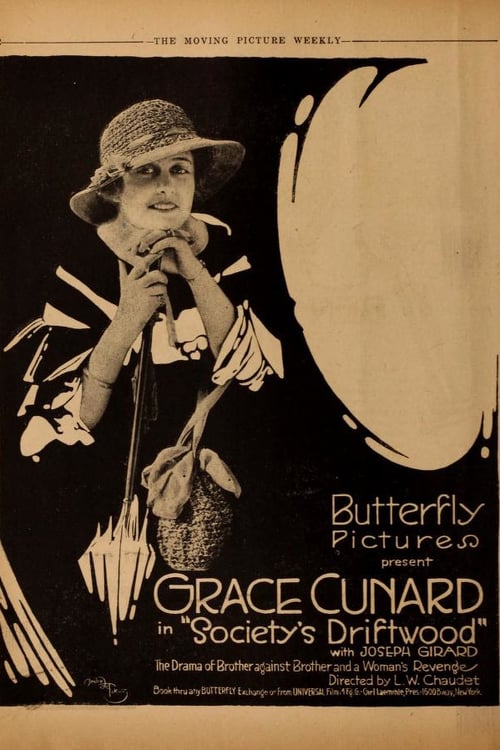 THE MOVING PICTURE WEEKLY
Butterfly
Pictures
present
GRACE CUNARD
in "Society's Driftwood"
with JOSEPH GIRARD
The Drama of Brother against Brother and a Woman's Revenge
Directed by L.W. Chaudet
Book thru any BUTTERFLY Exchange or from UNIVERSAL Film Mfg. Co. - Carl Laemmle, Pres. - 1600 B'way, New York.